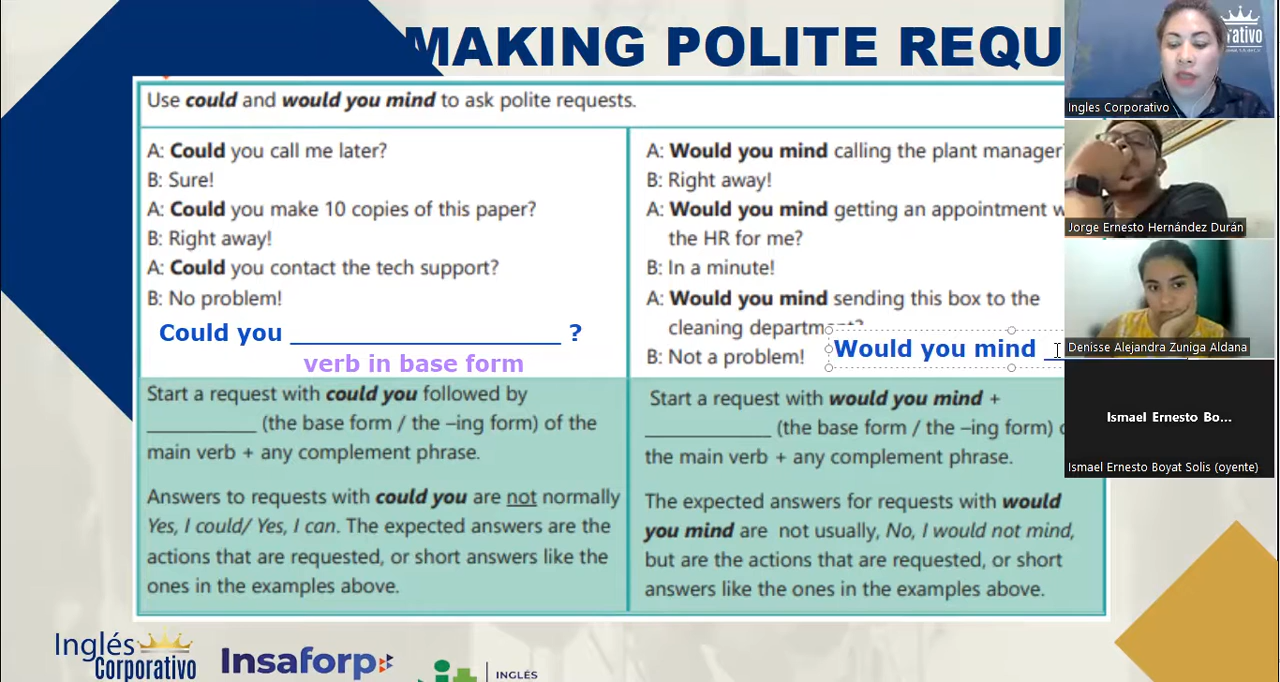 MAKING POLITE REQU
Use could and would you mind to ask polite requests.
A: Could you call me later?
B: Sure!
A: Could you make 10 copies of this paper?
B: Right away!
A: Could you contact the tech support?
B: No problem!
Could you ____________________ ?
verb in base form
A: Would you mind calling the plant manager
B: Right away!
A: Would you mind getting an appointment w
the HR for me?
B: In a minute!
A: Would you mind sending this box to the
cleaning department?
B: Not a problem!
Would you mind __
Start a request with could you followed by
__________ (the base form / the –ing form) of the
main verb + any complement phrase.
Answers to requests with could you are not normally
Yes, I could/ Yes, I can. The expected answers are the
actions that are requested, or short answers like the
ones in the examples above.
Start a request with would you mind +
___________ (the base form / the –ing form) o
the main verb + any complement phrase.
The expected answers for requests with would
you mind are not usually, No, I would not mind,
but are the actions that are requested, or short
answers like the ones in the examples above.
Inglés
Corporativo
Insaforp
INGLÉS
rativo
Ingles Corporativo
Jorge Ernesto Hernández Durán
Denisse Alejandra Zuniga Aldana
Ismael Ernesto Bo...
Ismael Ernesto Boyat Solis (oyente)